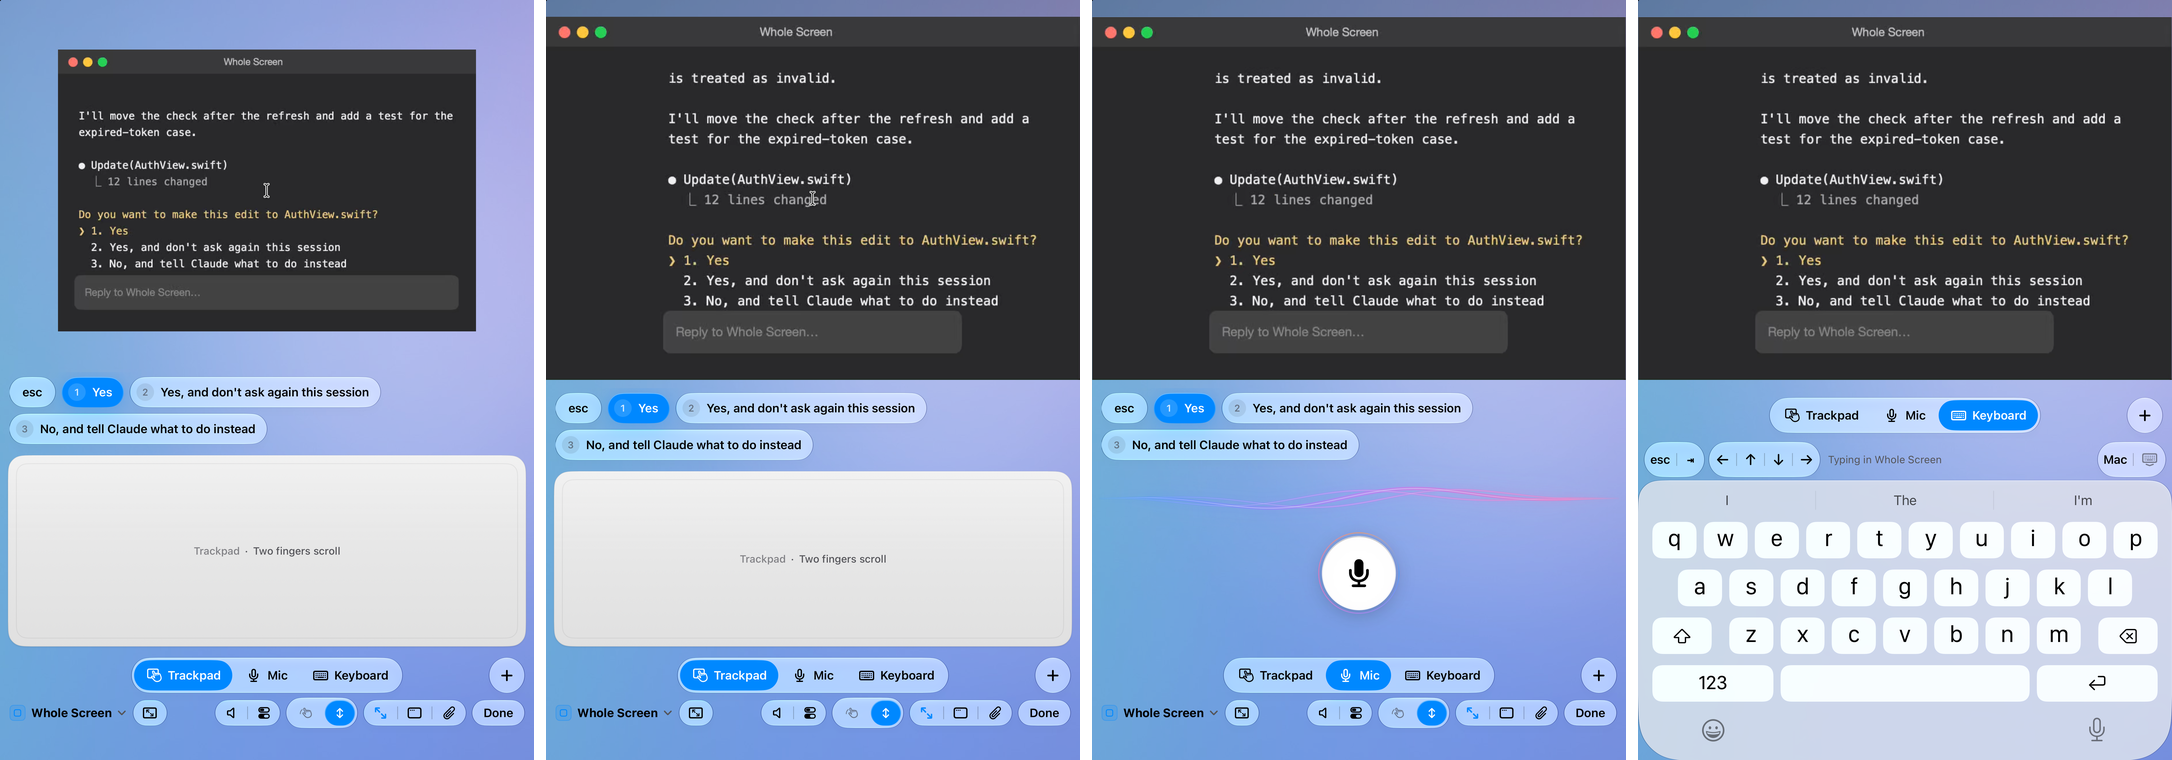 Whole Screen
I'll move the check after the refresh and add a test for the
expired-token case.
● Update(AuthView.swift)
⎿ 12 lines changed
Do you want to make this edit to AuthView.swift?
❯ 1. Yes
2. Yes, and don't ask again this session
3. No, and tell Claude what to do instead
Reply to Whole Screen...
esc
1 Yes
2 Yes, and don't ask again this session
3 No, and tell Claude what to do instead
Trackpad · Two fingers scroll
Trackpad Mic Keyboard
Whole Screen
Done
Whole Screen
is treated as invalid.
I'll move the check after the refresh and add a
test for the expired-token case.
● Update(AuthView.swift)
⎿ 12 lines changed
Do you want to make this edit to AuthView.swift?
❯ 1. Yes
2. Yes, and don't ask again this session
3. No, and tell Claude what to do instead
Reply to Whole Screen...
esc
1 Yes
2 Yes, and don't ask again this session
3 No, and tell Claude what to do instead
Trackpad · Two fingers scroll
Trackpad Mic Keyboard
Whole Screen
Done
Whole Screen
is treated as invalid.
I'll move the check after the refresh and add a
test for the expired-token case.
● Update(AuthView.swift)
⎿ 12 lines changed
Do you want to make this edit to AuthView.swift?
❯ 1. Yes
2. Yes, and don't ask again this session
3. No, and tell Claude what to do instead
Reply to Whole Screen...
esc
1 Yes
2 Yes, and don't ask again this session
3 No, and tell Claude what to do instead
Trackpad Mic Keyboard
Whole Screen
Done
Whole Screen
is treated as invalid.
I'll move the check after the refresh and add a
test for the expired-token case.
● Update(AuthView.swift)
⎿ 12 lines changed
Do you want to make this edit to AuthView.swift?
❯ 1. Yes
2. Yes, and don't ask again this session
3. No, and tell Claude what to do instead
Reply to Whole Screen...
Trackpad Mic Keyboard +
esc ⇥ ← ↑ ↓ → Typing in Whole Screen Mac
I The I'm
q w e r t y u i o p
a s d f g h j k l
z x c v b n m
123